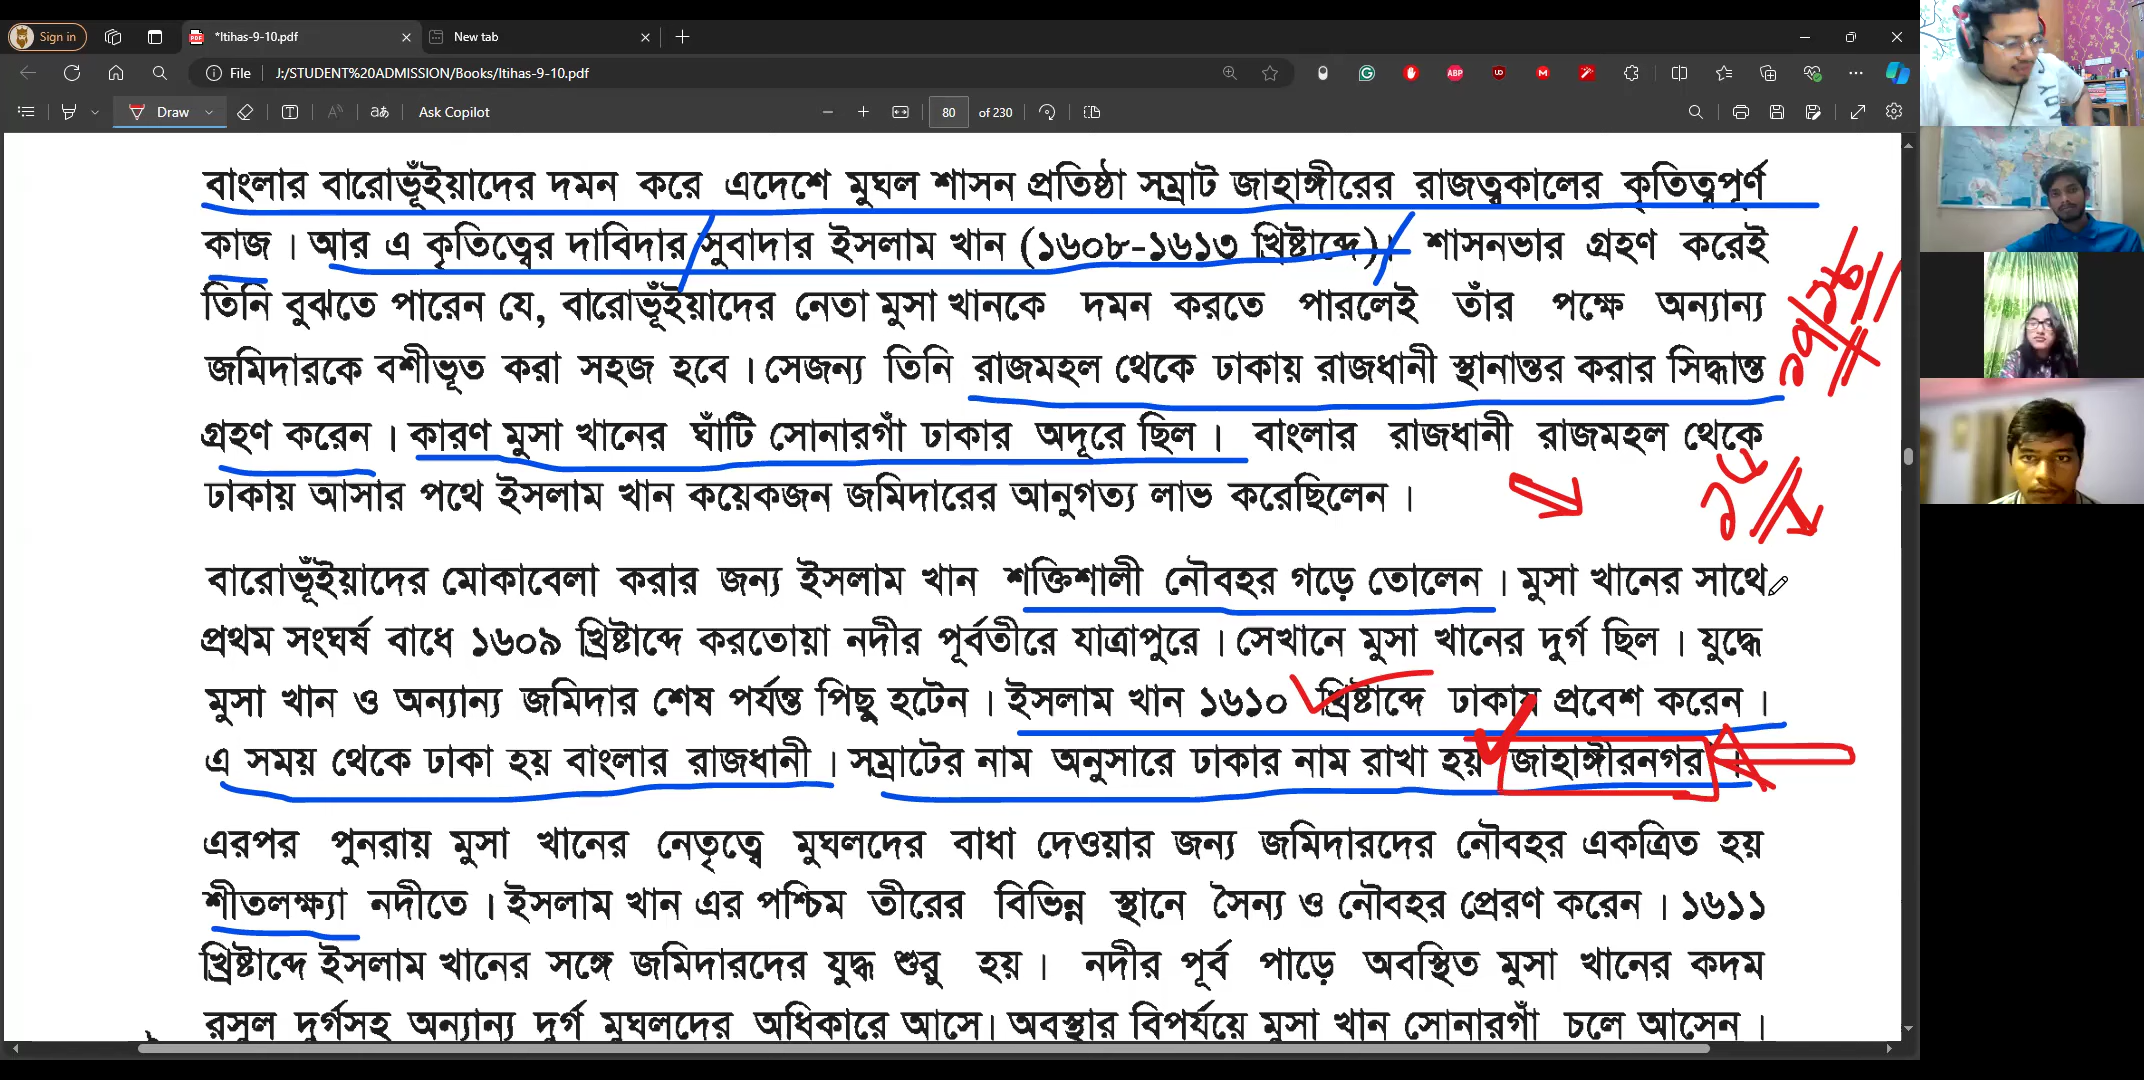 Sign in
*Itihas-9-10.pdf
New tab
File J:/STUDENT%20ADMISSION/Books/Itihas-9-10.pdf
ABP
Draw
aあ
Ask Copilot
80 of 230
বাংলার বারোভূঁইয়াদের দমন করে এদেশে মুঘল শাসন প্রতিষ্ঠা সম্রাট জাহাঙ্গীরের রাজত্বকালের কৃতিত্বপূর্ণ
কাজ । আর এ কৃতিত্বের দাবিদার সুবাদার ইসলাম খান (১৬০৮-১৬১৩ খ্রিষ্টাব্দে)। শাসনভার গ্রহণ করেই
তিনি বুঝতে পারেন যে, বারোভূঁইয়াদের নেতা মুসা খানকে দমন করতে পারলেই তাঁর পক্ষে অন্যান্য
জমিদারকে বশীভূত করা সহজ হবে । সেজন্য তিনি রাজমহল থেকে ঢাকায় রাজধানী স্থানান্তর করার সিদ্ধান্ত
গ্রহণ করেন । কারণ মুসা খানের ঘাঁটি সোনারগাঁ ঢাকার অদূরে ছিল । বাংলার রাজধানী রাজমহল থেকে
ঢাকায় আসার পথে ইসলাম খান কয়েকজন জমিদারের আনুগত্য লাভ করেছিলেন ।
বারোভূঁইয়াদের মোকাবেলা করার জন্য ইসলাম খান শক্তিশালী নৌবহর গড়ে তোলেন । মুসা খানের সাথে
প্রথম সংঘর্ষ বাধে ১৬০৯ খ্রিষ্টাব্দে করতোয়া নদীর পূর্বতীরে যাত্রাপুরে । সেখানে মুসা খানের দুর্গ ছিল । যুদ্ধে
মুসা খান ও অন্যান্য জমিদার শেষ পর্যন্ত পিছু হটেন । ইসলাম খান ১৬১০ খ্রিষ্টাব্দে ঢাকায় প্রবেশ করেন ।
এ সময় থেকে ঢাকা হয় বাংলার রাজধানী । সম্রাটের নাম অনুসারে ঢাকার নাম রাখা হয় জাহাঙ্গীরনগর ।
এরপর পুনরায় মুসা খানের নেতৃত্বে মুঘলদের বাধা দেওয়ার জন্য জমিদারদের নৌবহর একত্রিত হয়
শীতলক্ষ্যা নদীতে । ইসলাম খান এর পশ্চিম তীরের বিভিন্ন স্থানে সৈন্য ও নৌবহর প্রেরণ করেন । ১৬১১
খ্রিষ্টাব্দে ইসলাম খানের সঙ্গে জমিদারদের যুদ্ধ শুরু হয় । নদীর পূর্ব পাড়ে অবস্থিত মুসা খানের কদম
রসুল দুর্গসহ অন্যান্য দুর্গ মুঘলদের অধিকারে আসে। অবস্থার বিপর্যয়ে মুসা খান সোনারগাঁ চলে আসেন ।